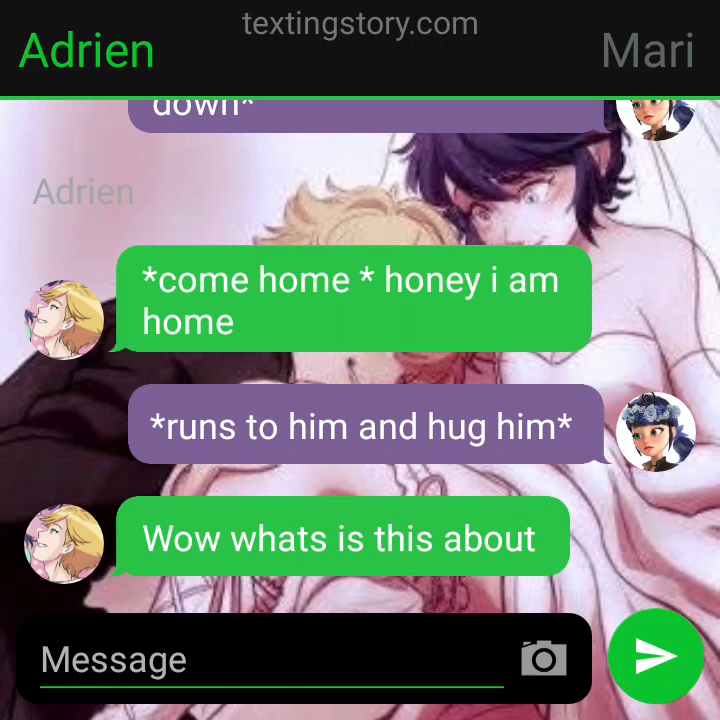 textingstory.com
Adrien
Mari
down*
Adrien
*come home * honey i am
home
*runs to him and hug him*
Wow whats is this about
Message